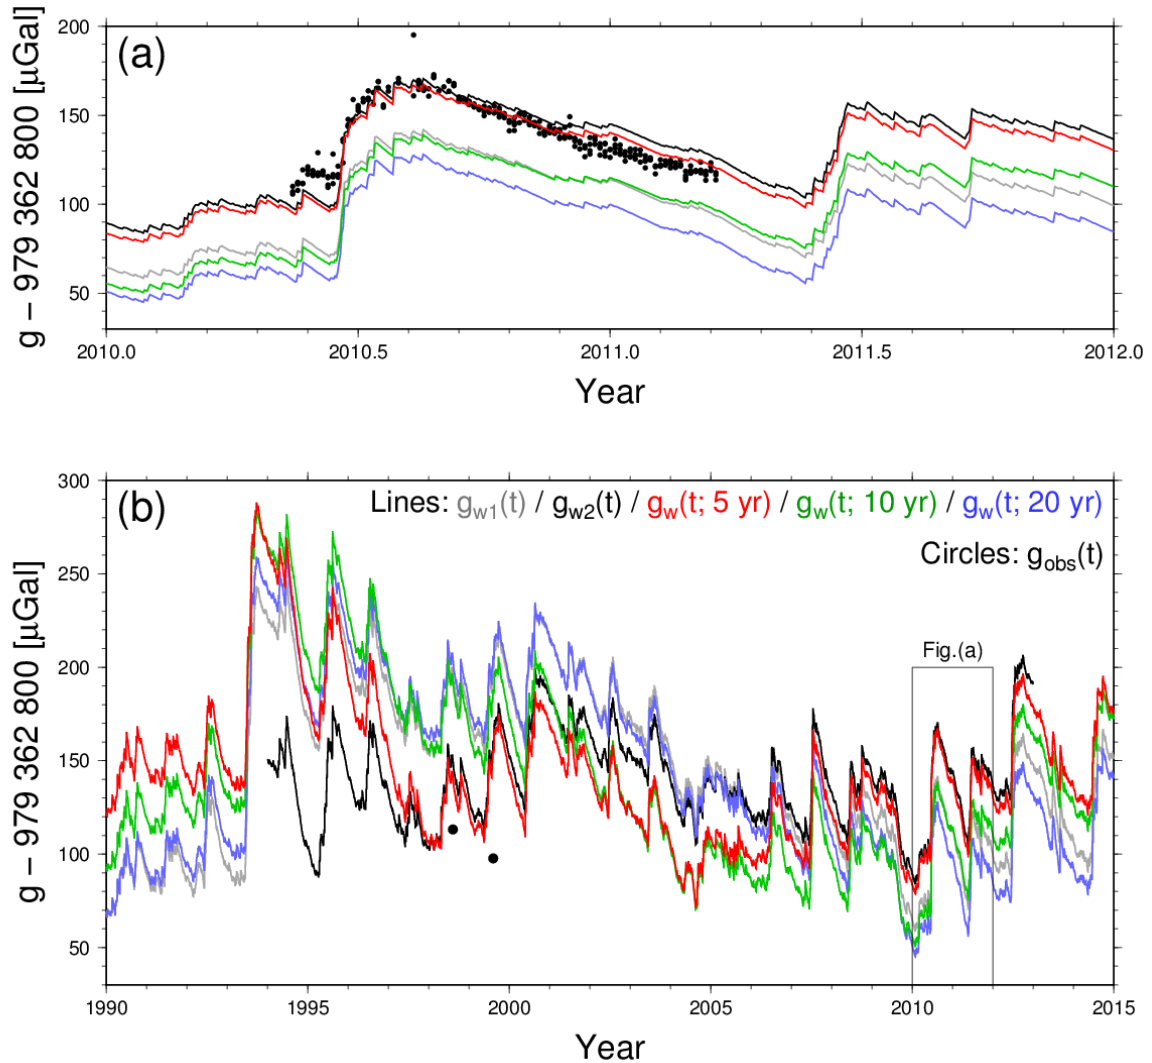 (a)
g − 979 362 800 [μGal]
200
150
100
50
2010.0 2010.5 2011.0 2011.5 2012.0
Year
(b)
Lines: gw1(t) / gw2(t) / gw(t; 5 yr) / gw(t; 10 yr) / gw(t; 20 yr)
Circles: gobs(t)
Fig.(a)
g − 979 362 800 [μGal]
300
250
200
150
100
50
1990 1995 2000 2005 2010 2015
Year